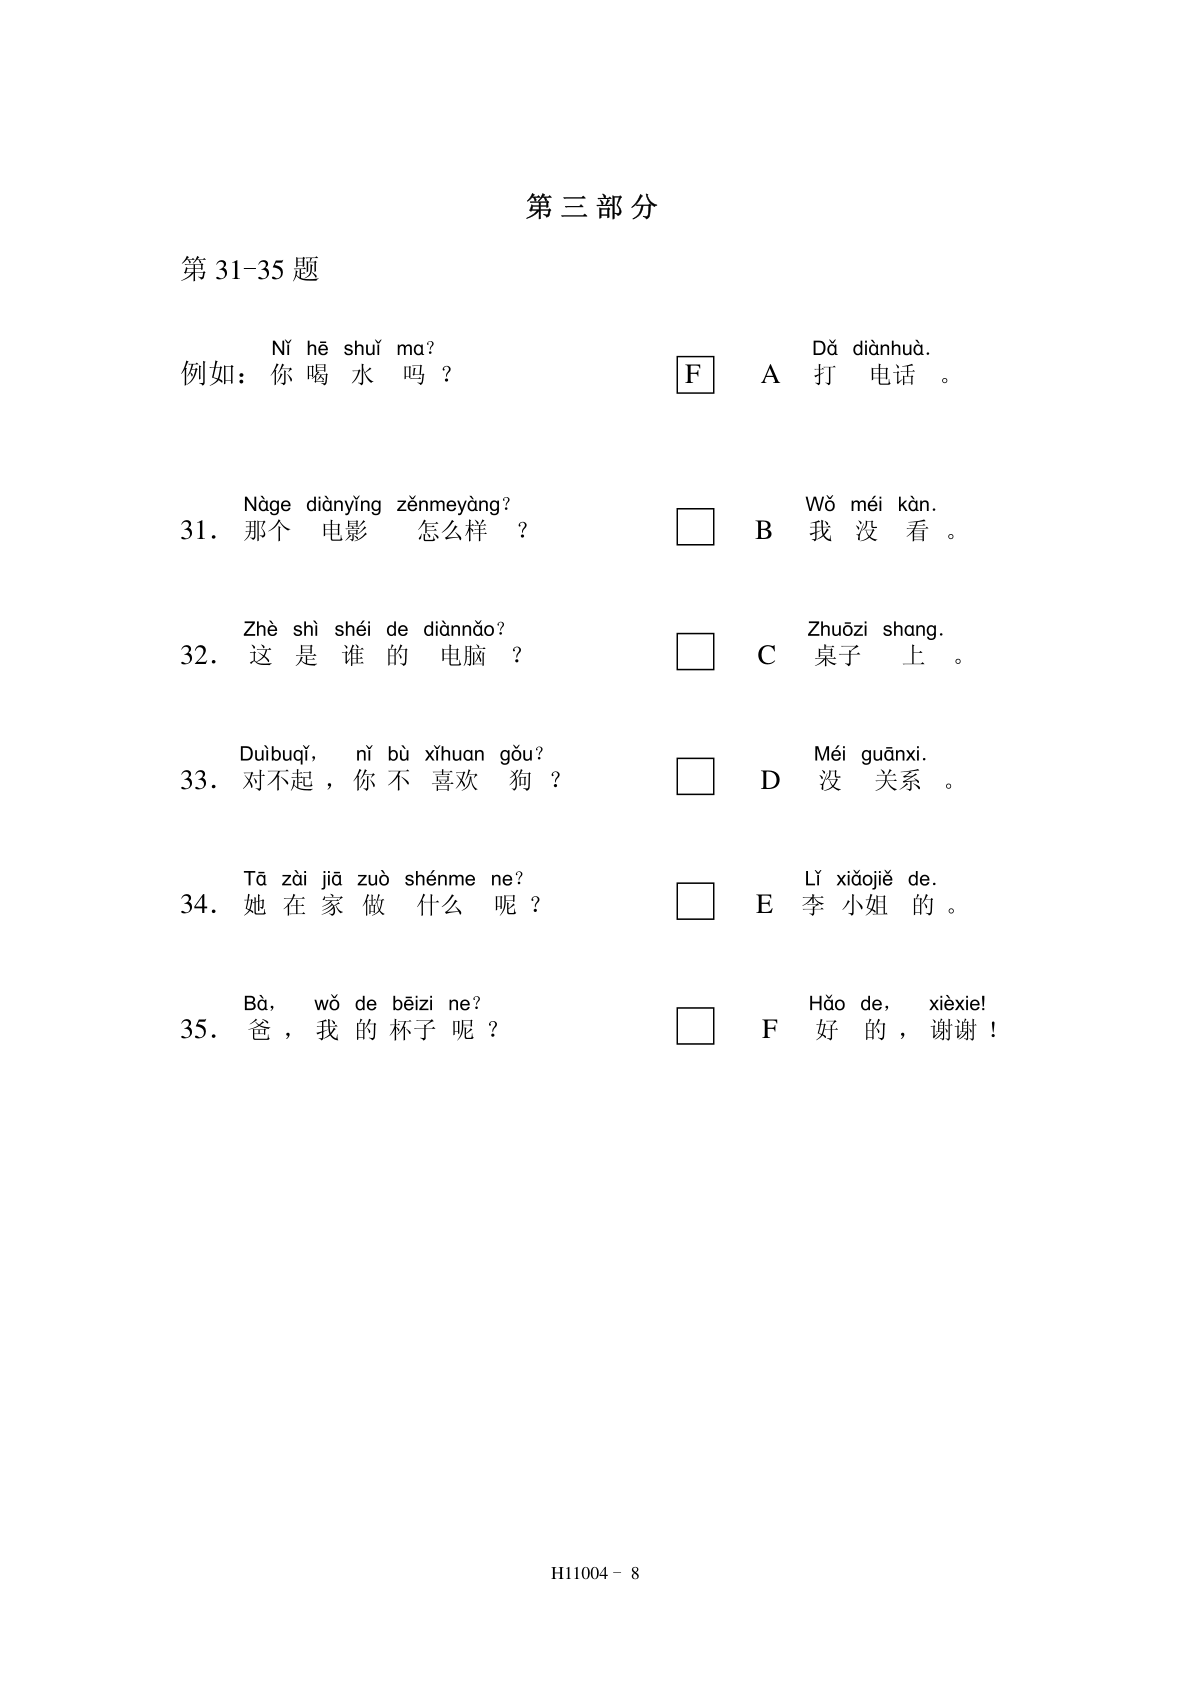 第三部分
第 31-35 题
Nǐ hē shuǐ ma?
例如： 你 喝 水 吗 ？
F
Dǎ diànhuà.
A 打 电话 。
Nàge diànyǐng zěnmeyàng?
31. 那个 电影 怎么样 ？
Wǒ méi kàn.
B 我 没 看 。
Zhè shì shéi de diànnǎo?
32. 这 是 谁 的 电脑 ？
Zhuōzi shang.
C 桌子 上 。
Duìbuqǐ, nǐ bù xǐhuan gǒu?
33. 对不起 ，你 不 喜欢 狗 ？
Méi guānxi.
D 没 关系 。
Tā zài jiā zuò shénme ne?
34. 她 在 家 做 什么 呢 ？
Lǐ xiǎojiě de.
E 李 小姐 的 。
Bà, wǒ de bēizi ne?
35. 爸 ，我 的 杯子 呢 ？
Hǎo de, xièxie!
F 好 的 ，谢谢 ！
H11004 - 8